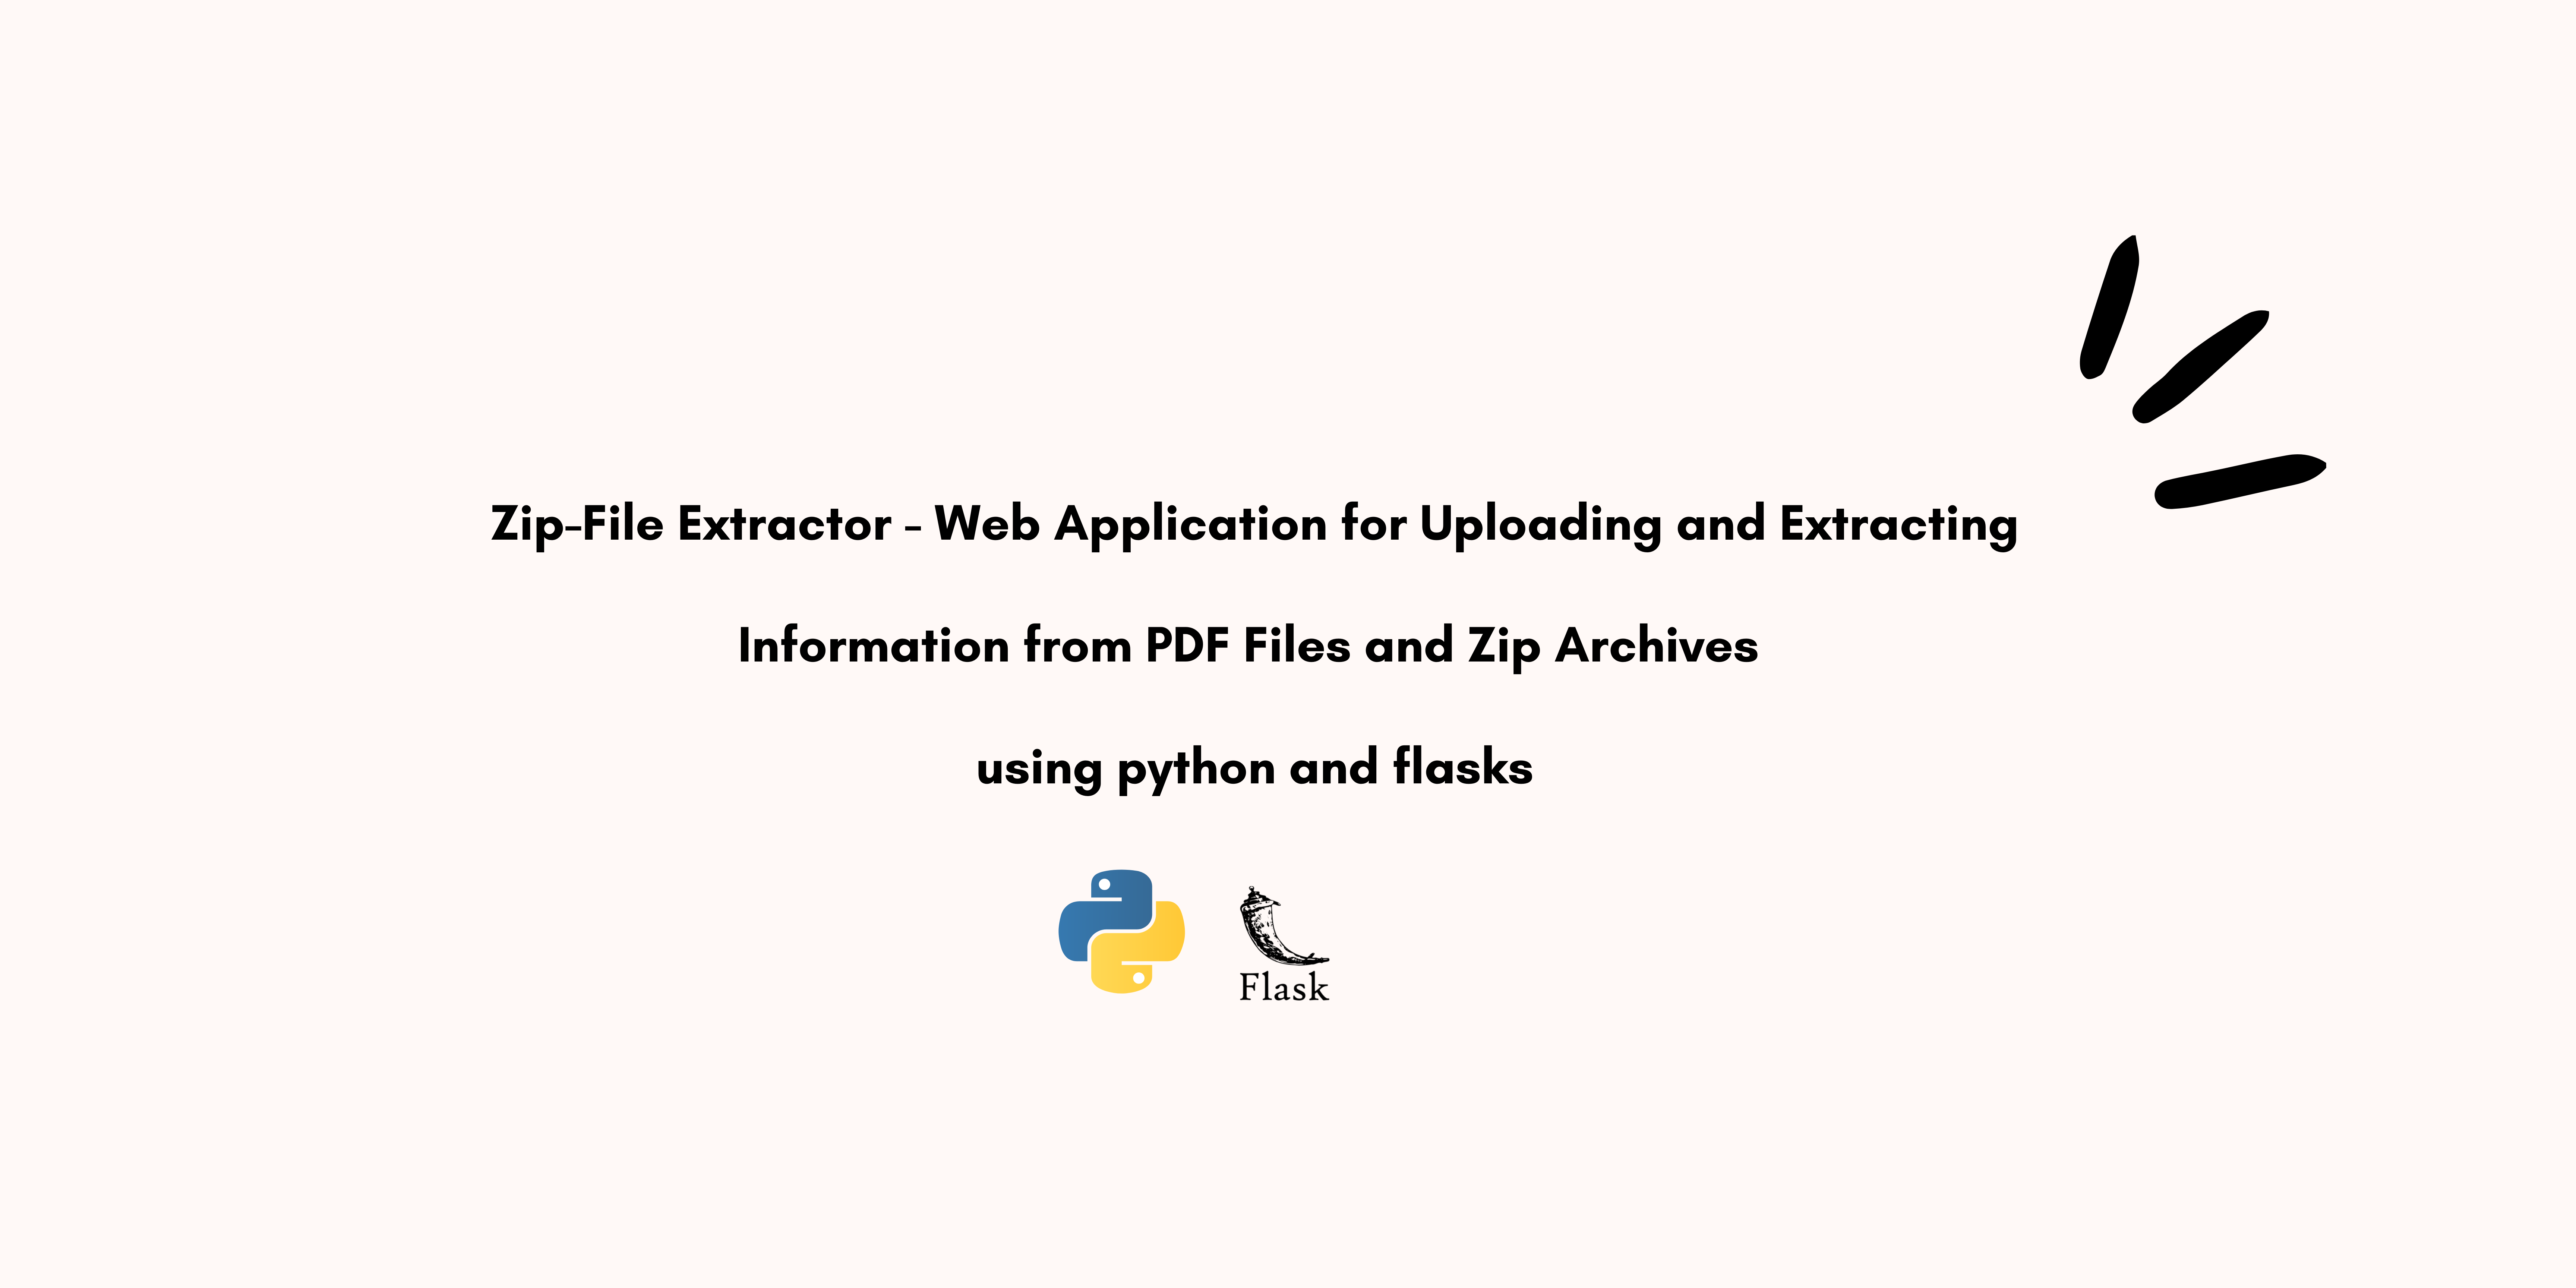 Zip-File Extractor - Web Application for Uploading and Extracting
Information from PDF Files and Zip Archives
using python and flasks
Flask